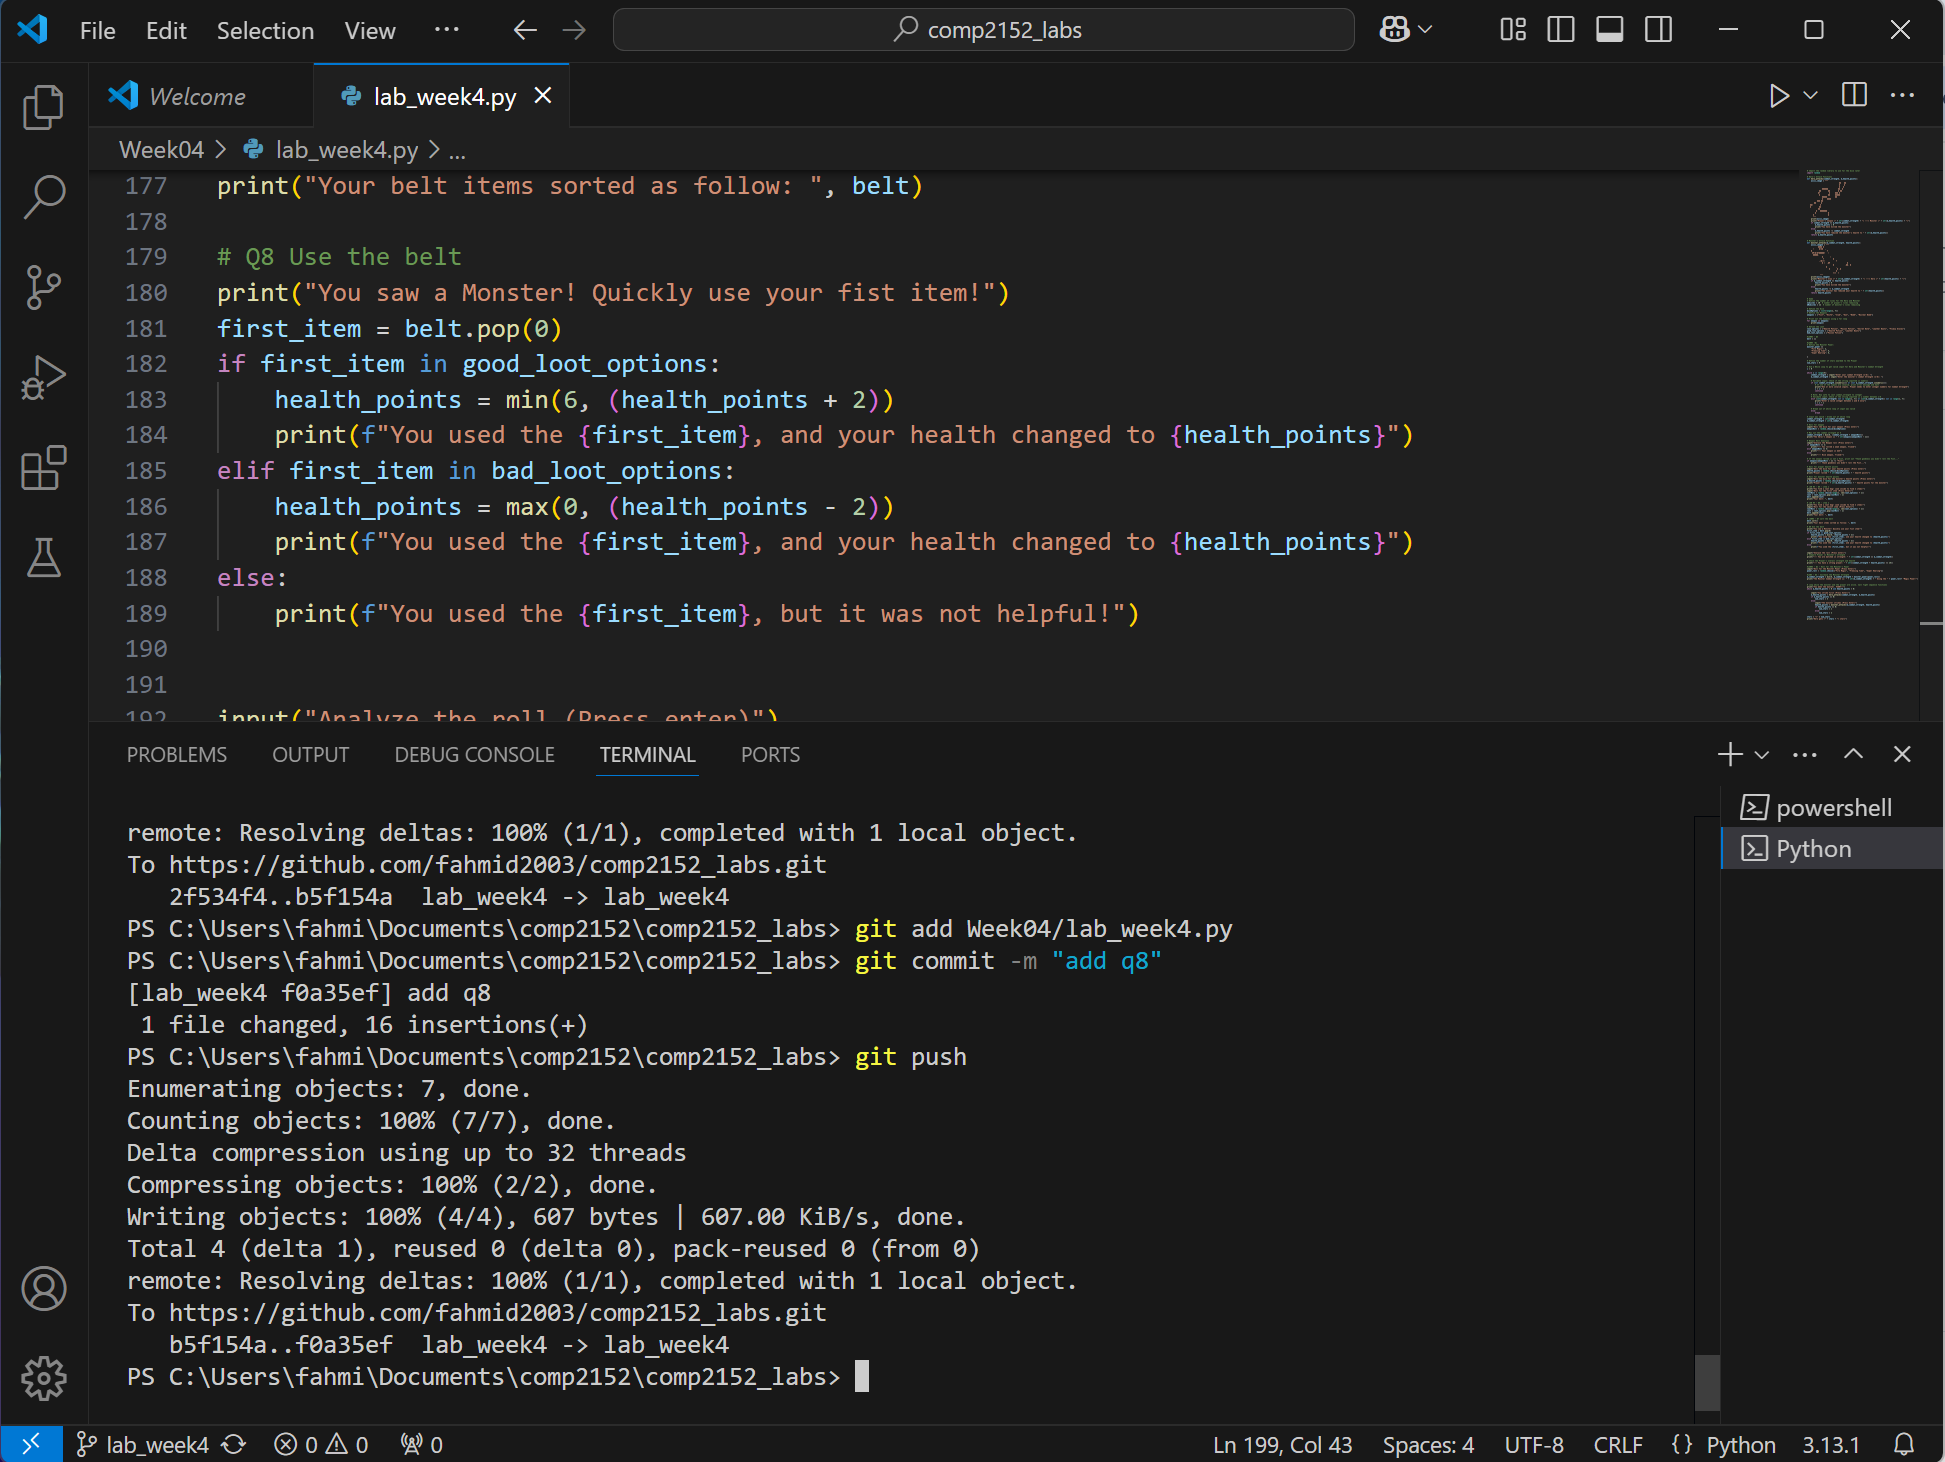 File Edit Selection View ··· comp2152_labs
Welcome lab_week4.py
Week04 > lab_week4.py > ...
177 print("Your belt items sorted as follow: ", belt)
178
179 # Q8 Use the belt
180 print("You saw a Monster! Quickly use your fist item!")
181 first_item = belt.pop(0)
182 if first_item in good_loot_options:
183 health_points = min(6, (health_points + 2))
184 print(f"You used the {first_item}, and your health changed to {health_points}")
185 elif first_item in bad_loot_options:
186 health_points = max(0, (health_points - 2))
187 print(f"You used the {first_item}, and your health changed to {health_points}")
188 else:
189 print(f"You used the {first_item}, but it was not helpful!")
190
191
192 input("Analyze the roll (Press enter)")
PROBLEMS OUTPUT DEBUG CONSOLE TERMINAL PORTS
powershell
Python
remote: Resolving deltas: 100% (1/1), completed with 1 local object.
To https://github.com/fahmid2003/comp2152_labs.git
2f534f4..b5f154a lab_week4 -> lab_week4
PS C:\Users\fahmi\Documents\comp2152\comp2152_labs> git add Week04/lab_week4.py
PS C:\Users\fahmi\Documents\comp2152\comp2152_labs> git commit -m "add q8"
[lab_week4 f0a35ef] add q8
1 file changed, 16 insertions(+)
PS C:\Users\fahmi\Documents\comp2152\comp2152_labs> git push
Enumerating objects: 7, done.
Counting objects: 100% (7/7), done.
Delta compression using up to 32 threads
Compressing objects: 100% (2/2), done.
Writing objects: 100% (4/4), 607 bytes | 607.00 KiB/s, done.
Total 4 (delta 1), reused 0 (delta 0), pack-reused 0 (from 0)
remote: Resolving deltas: 100% (1/1), completed with 1 local object.
To https://github.com/fahmid2003/comp2152_labs.git
b5f154a..f0a35ef lab_week4 -> lab_week4
PS C:\Users\fahmi\Documents\comp2152\comp2152_labs>
lab_week4 0 0 0 Ln 199, Col 43 Spaces: 4 UTF-8 CRLF {} Python 3.13.1